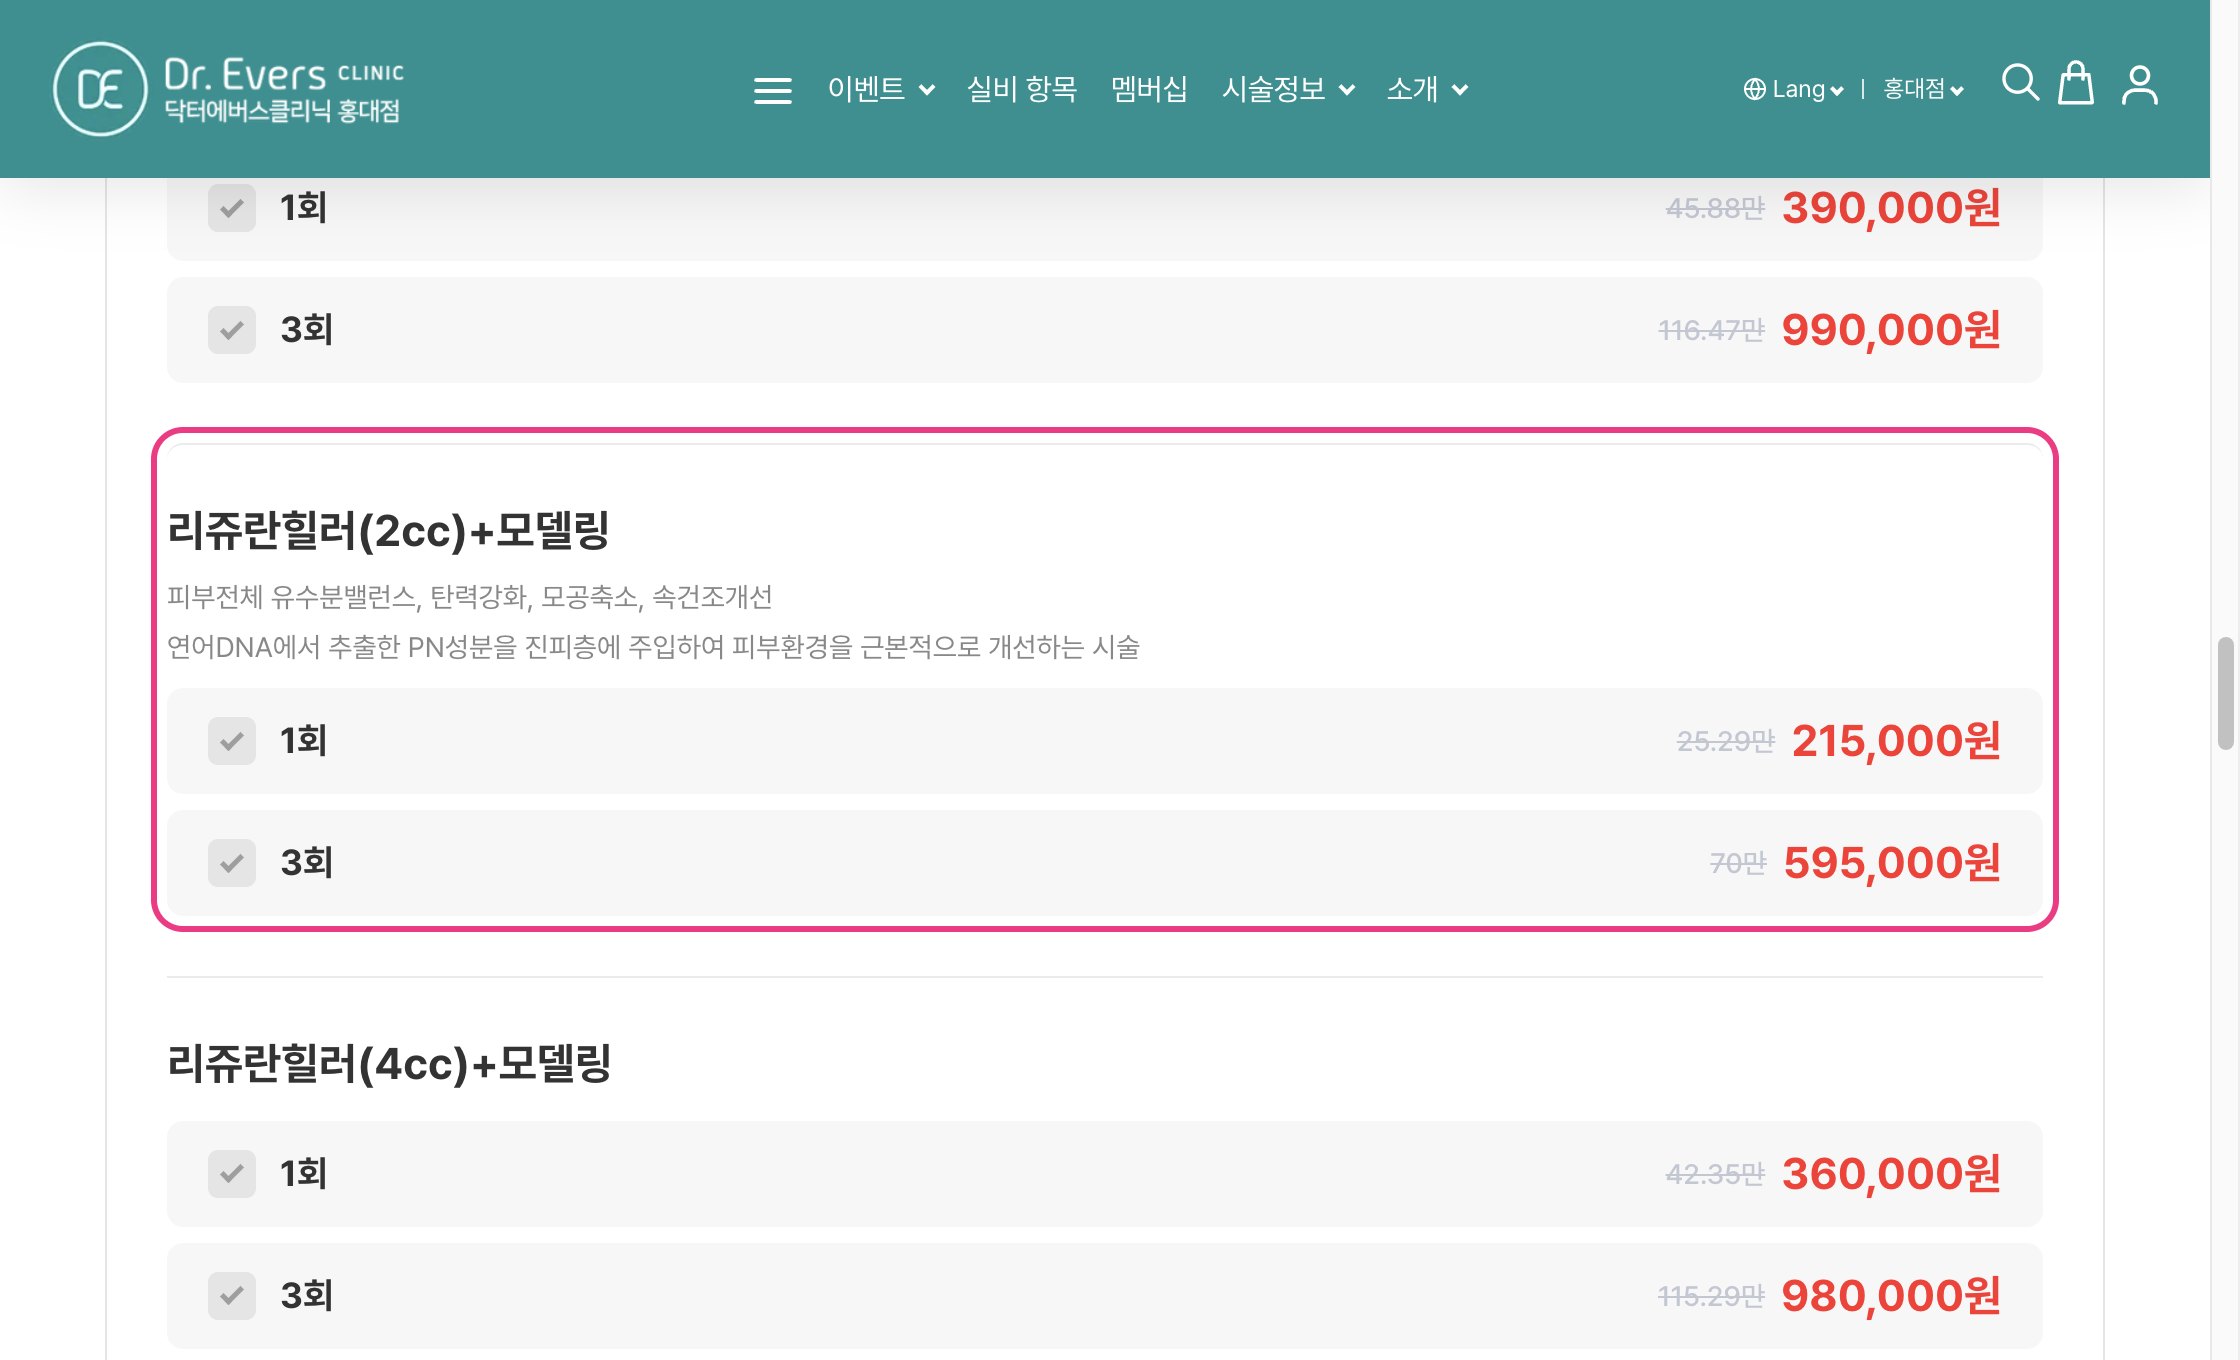 DE
Dr. Evers CLINIC
닥터에버스클리닉 홍대점
이벤트 실비 항목 멤버십 시술정보 소개
Lang | 홍대점
1회 45.88만 390,000원
3회 116.47만 990,000원
리쥬란힐러(2cc)+모델링
피부전체 유수분밸런스, 탄력강화, 모공축소, 속건조개선
연어DNA에서 추출한 PN성분을 진피층에 주입하여 피부환경을 근본적으로 개선하는 시술
1회 25.29만 215,000원
3회 70만 595,000원
리쥬란힐러(4cc)+모델링
1회 42.35만 360,000원
3회 115.29만 980,000원